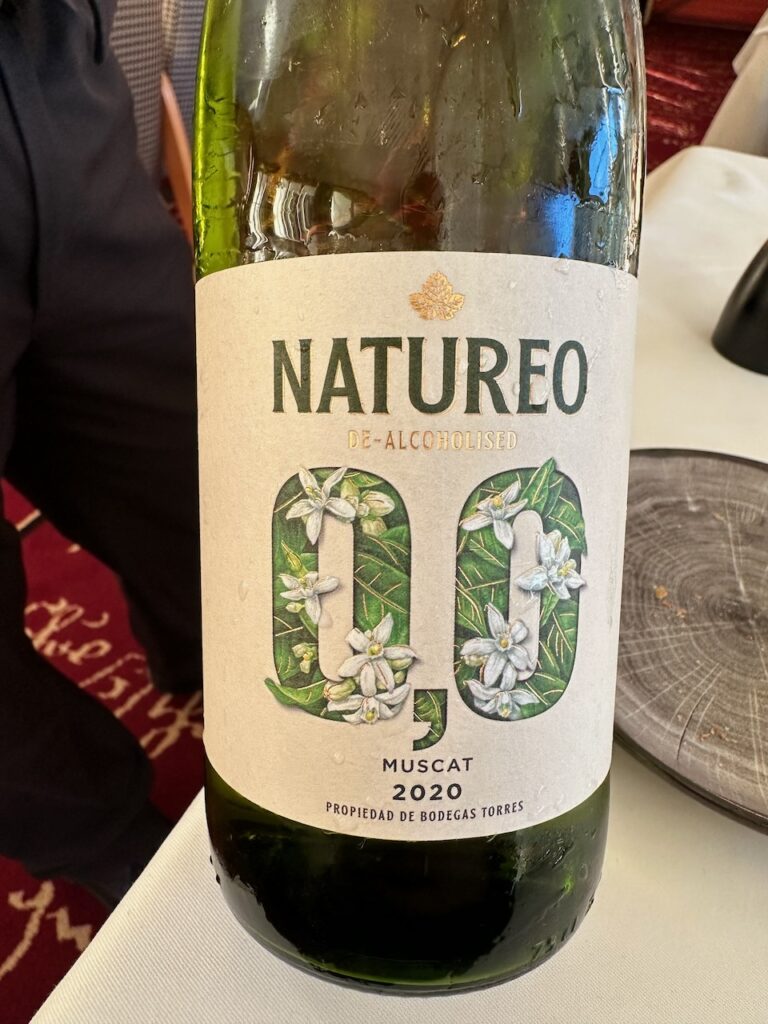 NATUREO
DE-ALCOHOLISED
0,0
MUSCAT
2020
PROPIEDAD DE BODEGAS TORRES